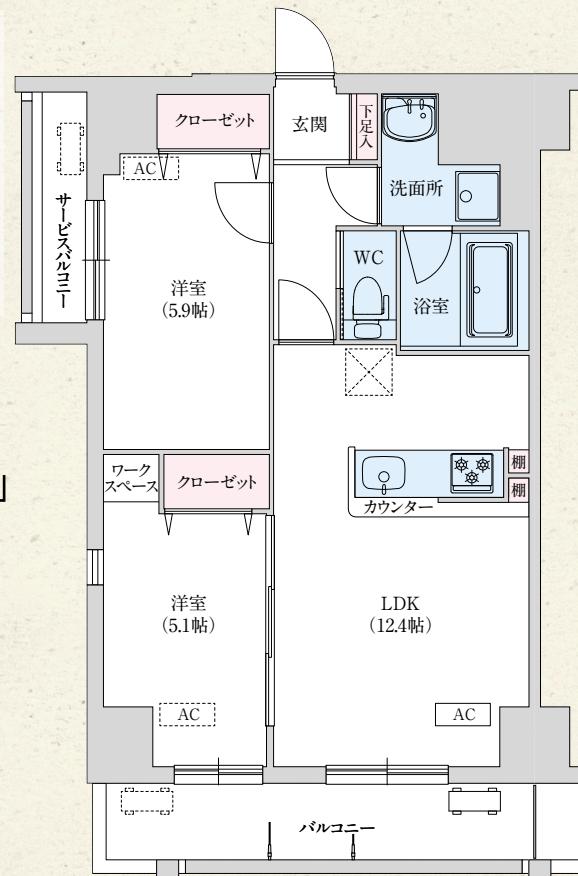 クローゼット
玄関
下足入
AC
洗面所
サービスバルコニー
WC
洋室
(5.9帖)
浴室
ワーク
スペース
クローゼット
棚
棚
カウンター
」
洋室
(5.1帖)
LDK
(12.4帖)
AC
AC
バルコニー